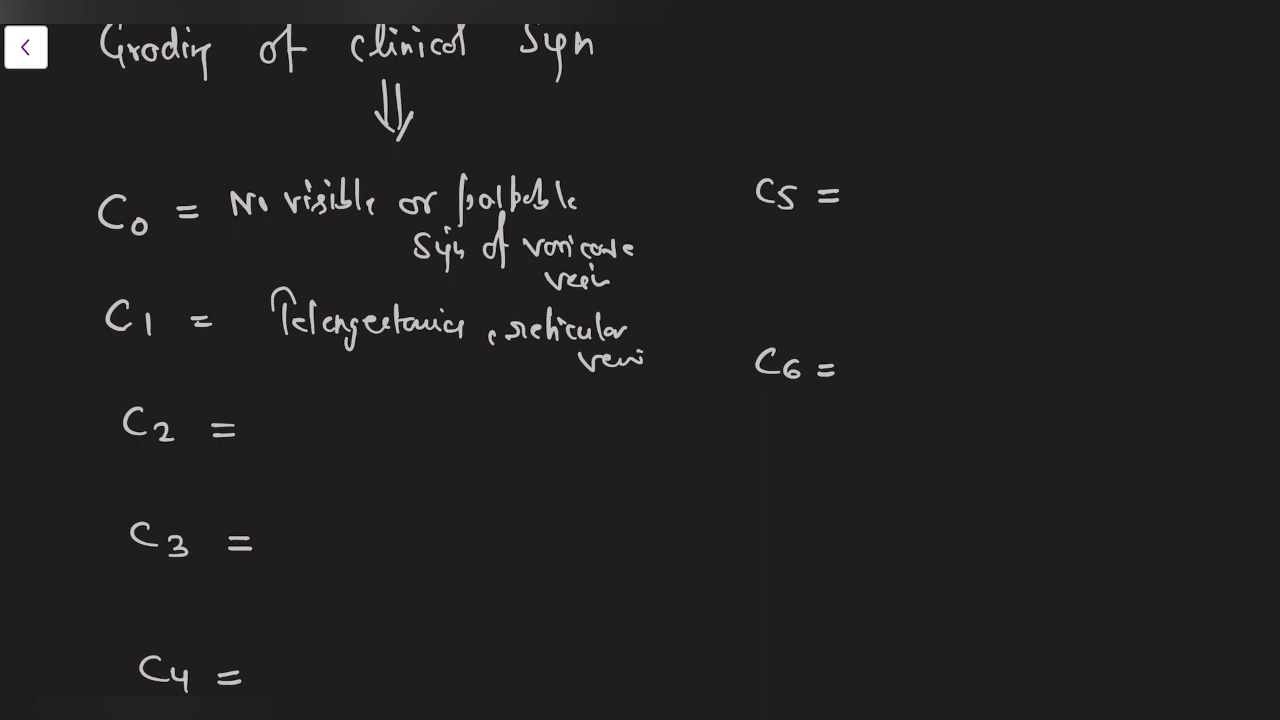 Grading of clinical Sign
C0 = No visible or palpable
Sign of varicose
vein
C1 = Telengectasics, reticular
vein
C2 =
C3 =
C4 =
C5 =
C6 =